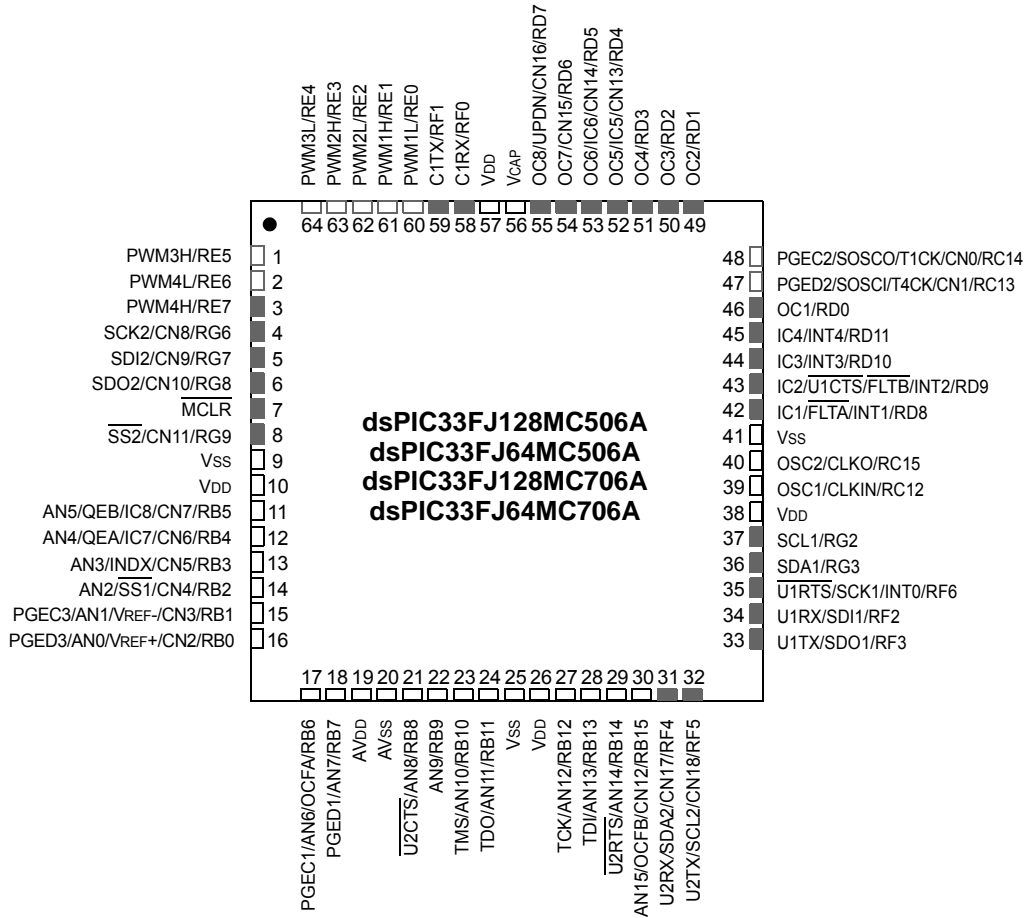 PWM3L/RE4
PWM2H/RE3
PWM2L/RE2
PWM1H/RE1
PWM1L/RE0
C1TX/RF1
C1RX/RF0
VDD
VCAP
OC8/UPDN/CN16/RD7
OC7/CN15/RD6
OC6/IC6/CN14/RD5
OC5/IC5/CN13/RD4
OC4/RD3
OC3/RD2
OC2/RD1
64 63 62 61 60 59 58 57 56 55 54 53 52 51 50 49
PWM3H/RE5 1
PWM4L/RE6 2
PWM4H/RE7 3
SCK2/CN8/RG6 4
SDI2/CN9/RG7 5
SDO2/CN10/RG8 6
MCLR 7
SS2/CN11/RG9 8
VSS 9
VDD 10
AN5/QEB/IC8/CN7/RB5 11
AN4/QEA/IC7/CN6/RB4 12
AN3/INDX/CN5/RB3 13
AN2/SS1/CN4/RB2 14
PGEC3/AN1/VREF-/CN3/RB1 15
PGED3/AN0/VREF+/CN2/RB0 16
dsPIC33FJ128MC506A
dsPIC33FJ64MC506A
dsPIC33FJ128MC706A
dsPIC33FJ64MC706A
48 PGEC2/SOSCO/T1CK/CN0/RC14
47 PGED2/SOSCI/T4CK/CN1/RC13
46 OC1/RD0
45 IC4/INT4/RD11
44 IC3/INT3/RD10
43 IC2/U1CTS/FLTB/INT2/RD9
42 IC1/FLTA/INT1/RD8
41 VSS
40 OSC2/CLKO/RC15
39 OSC1/CLKIN/RC12
38 VDD
37 SCL1/RG2
36 SDA1/RG3
35 U1RTS/SCK1/INT0/RF6
34 U1RX/SDI1/RF2
33 U1TX/SDO1/RF3
17 18 19 20 21 22 23 24 25 26 27 28 29 30 31 32
PGEC1/AN6/OCFA/RB6
PGED1/AN7/RB7
AVDD
AVSS
U2CTS/AN8/RB8
AN9/RB9
TMS/AN10/RB10
TDO/AN11/RB11
VSS
VDD
TCK/AN12/RB12
TDI/AN13/RB13
U2RTS/AN14/RB14
AN15/OCFB/CN12/RB15
U2RX/SDA2/CN17/RF4
U2TX/SCL2/CN18/RF5